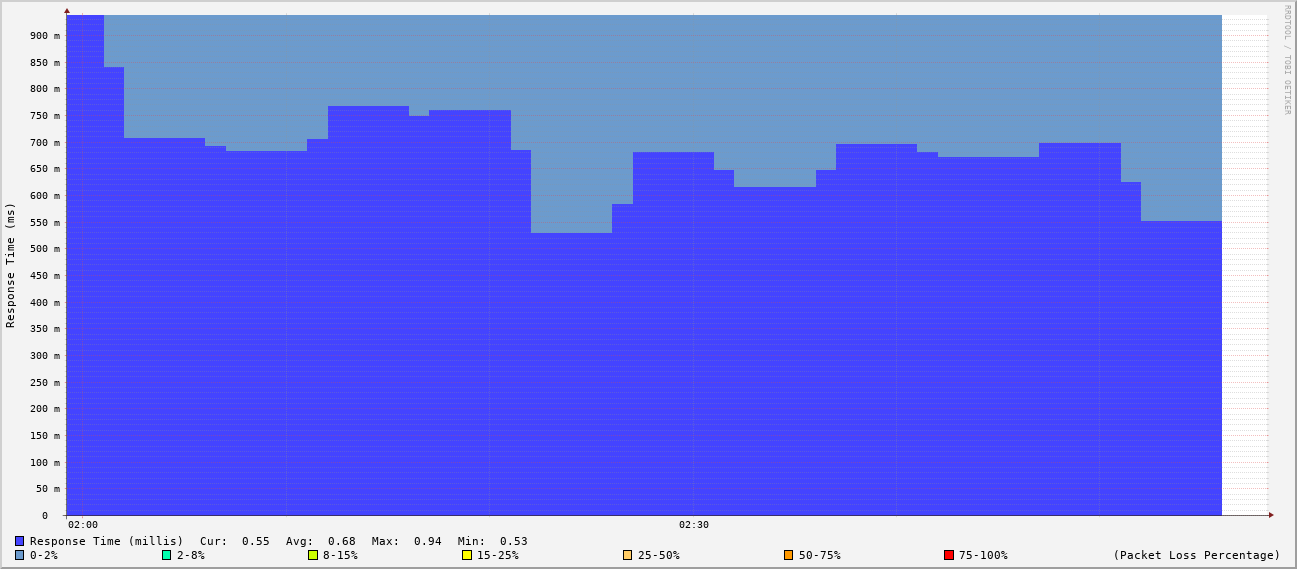 RRDTOOL / TOBI OETIKER
Response Time (ms)
900 m
850 m
800 m
750 m
700 m
650 m
600 m
550 m
500 m
450 m
400 m
350 m
300 m
250 m
200 m
150 m
100 m
50 m
0
02:00 02:30
Response Time (millis) Cur: 0.55 Avg: 0.68 Max: 0.94 Min: 0.53
0-2% 2-8% 8-15% 15-25% 25-50% 50-75% 75-100% (Packet Loss Percentage)